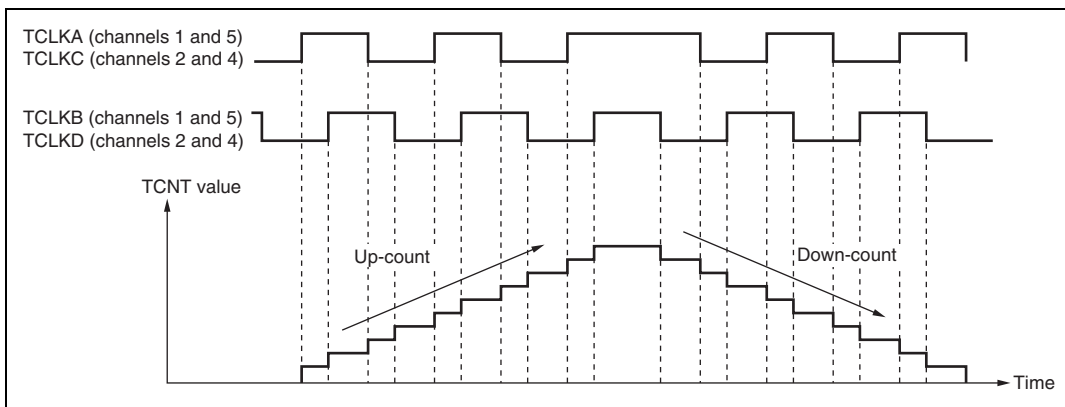 TCLKA (channels 1 and 5)
TCLKC (channels 2 and 4)
TCLKB (channels 1 and 5)
TCLKD (channels 2 and 4)
TCNT value
Up-count
Down-count
Time